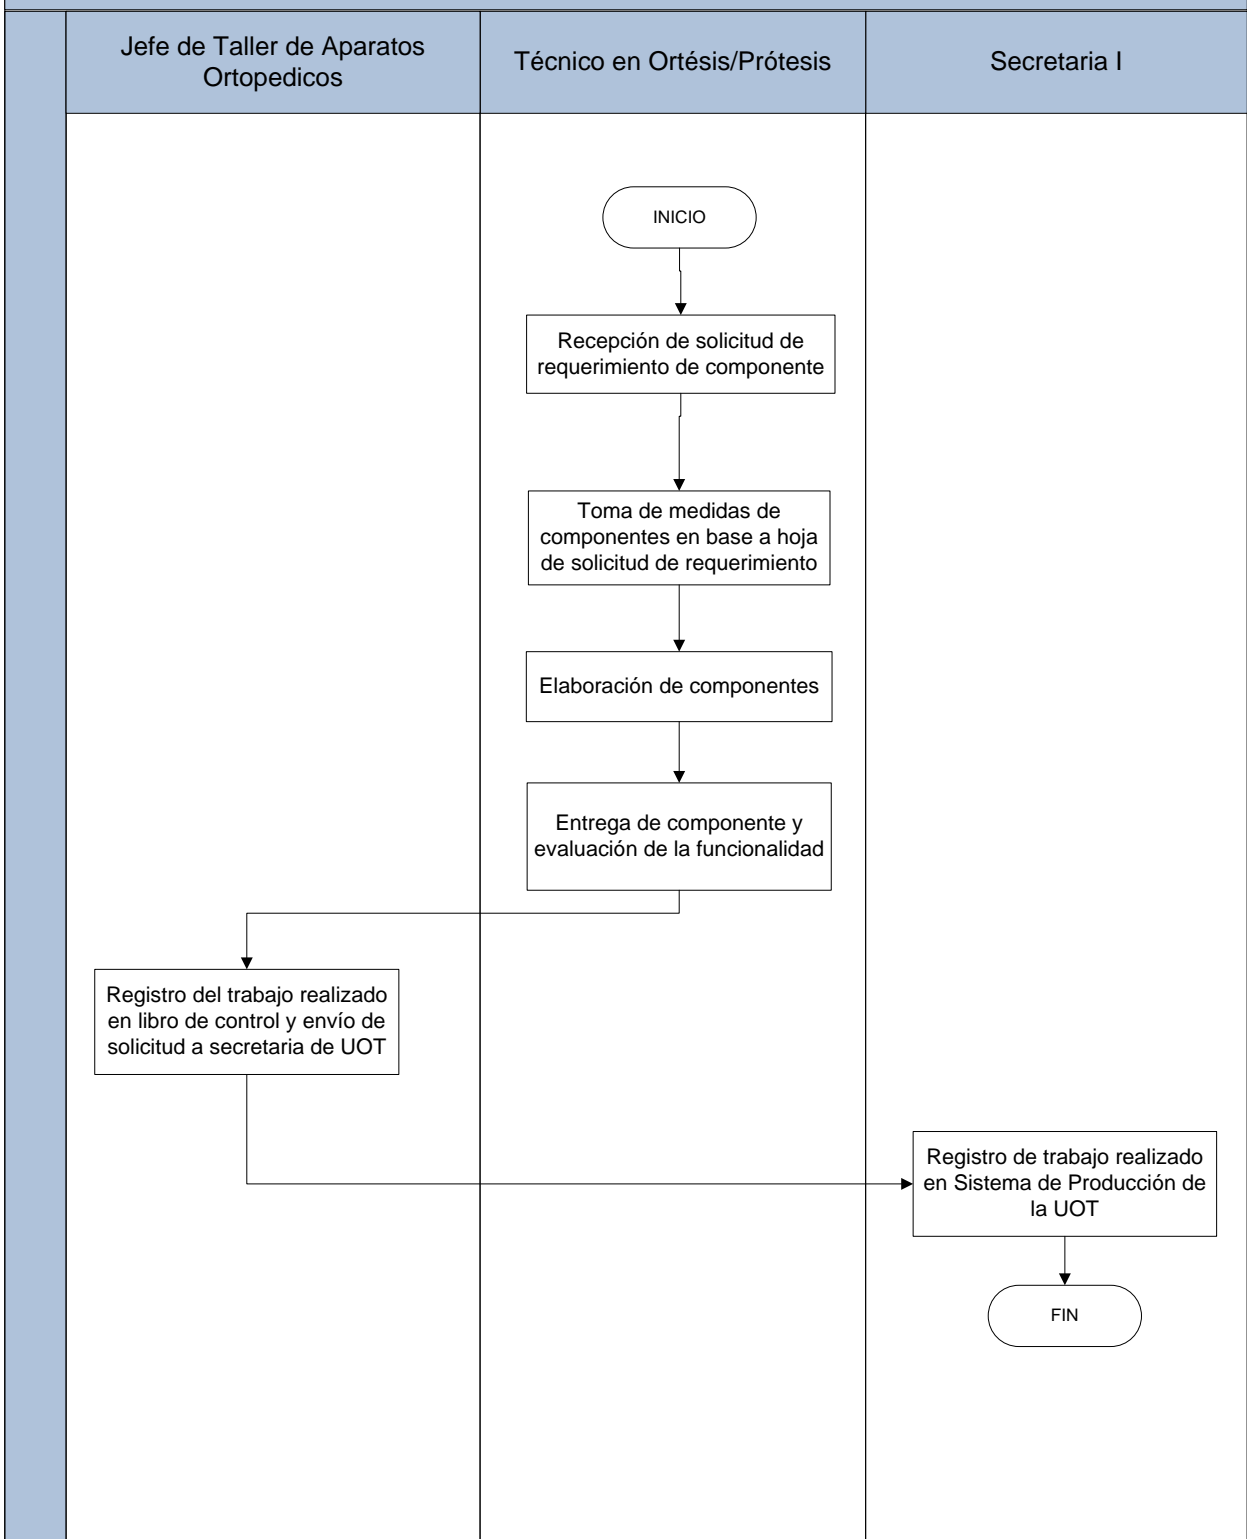 Jefe de Taller de Aparatos
Ortopedicos
Técnico en Ortésis/Prótesis
Secretaria I
INICIO
Recepción de solicitud de
requerimiento de componente
Toma de medidas de
componentes en base a hoja
de solicitud de requerimiento
Elaboración de componentes
Entrega de componente y
evaluación de la funcionalidad
Registro del trabajo realizado
en libro de control y envío de
solicitud a secretaria de UOT
Registro de trabajo realizado
en Sistema de Producción de
la UOT
FIN